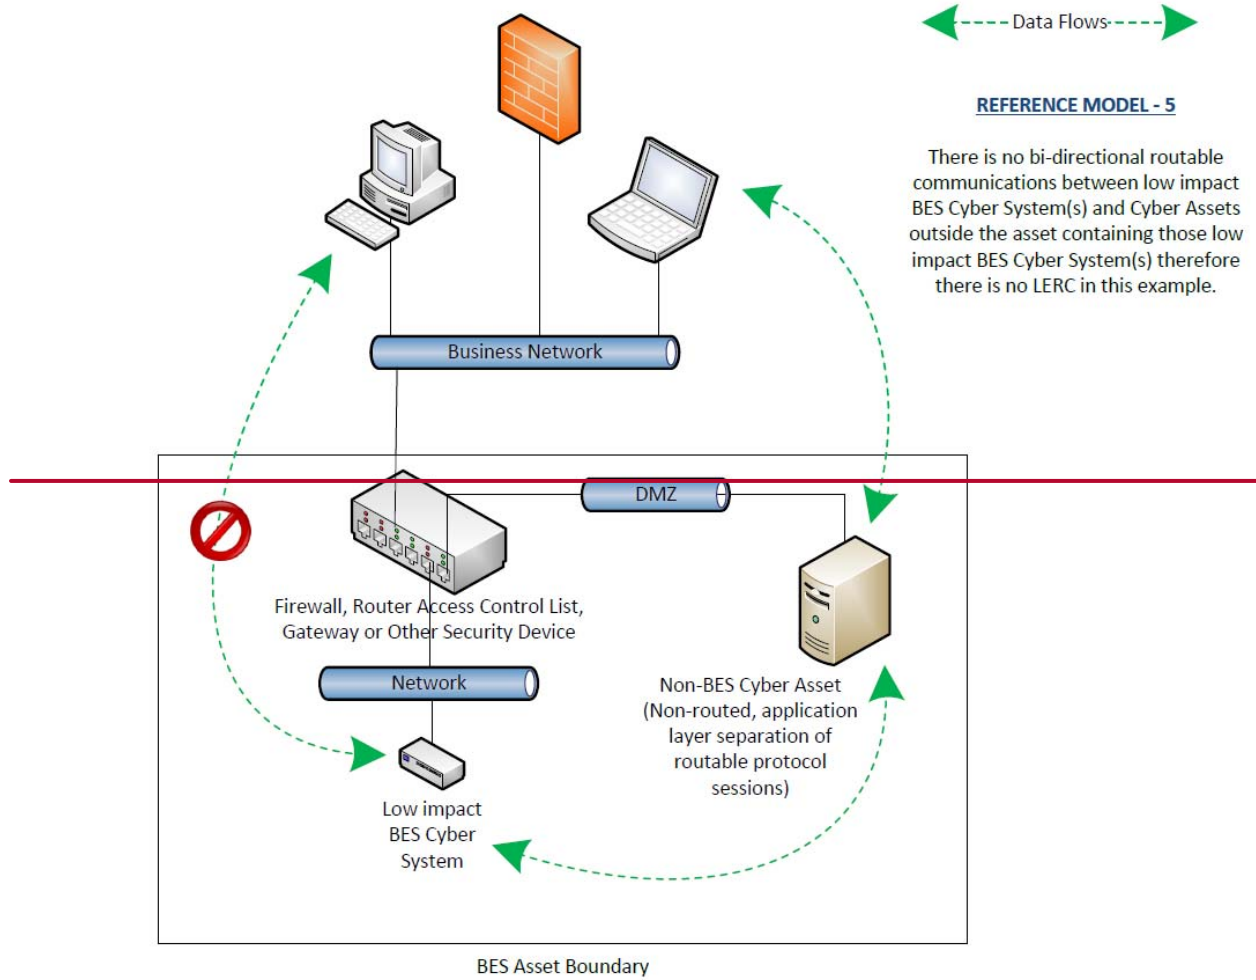 Data Flows
REFERENCE MODEL - 5
There is no bi-directional routable
communications between low impact
BES Cyber System(s) and Cyber Assets
outside the asset containing those low
impact BES Cyber System(s) therefore
there is no LERC in this example.
Business Network
DMZ
Firewall, Router Access Control List,
Gateway or Other Security Device
Network
Non-BES Cyber Asset
(Non-routed, application
layer separation of
routable protocol
sessions)
Low impact
BES Cyber
System
BES Asset Boundary